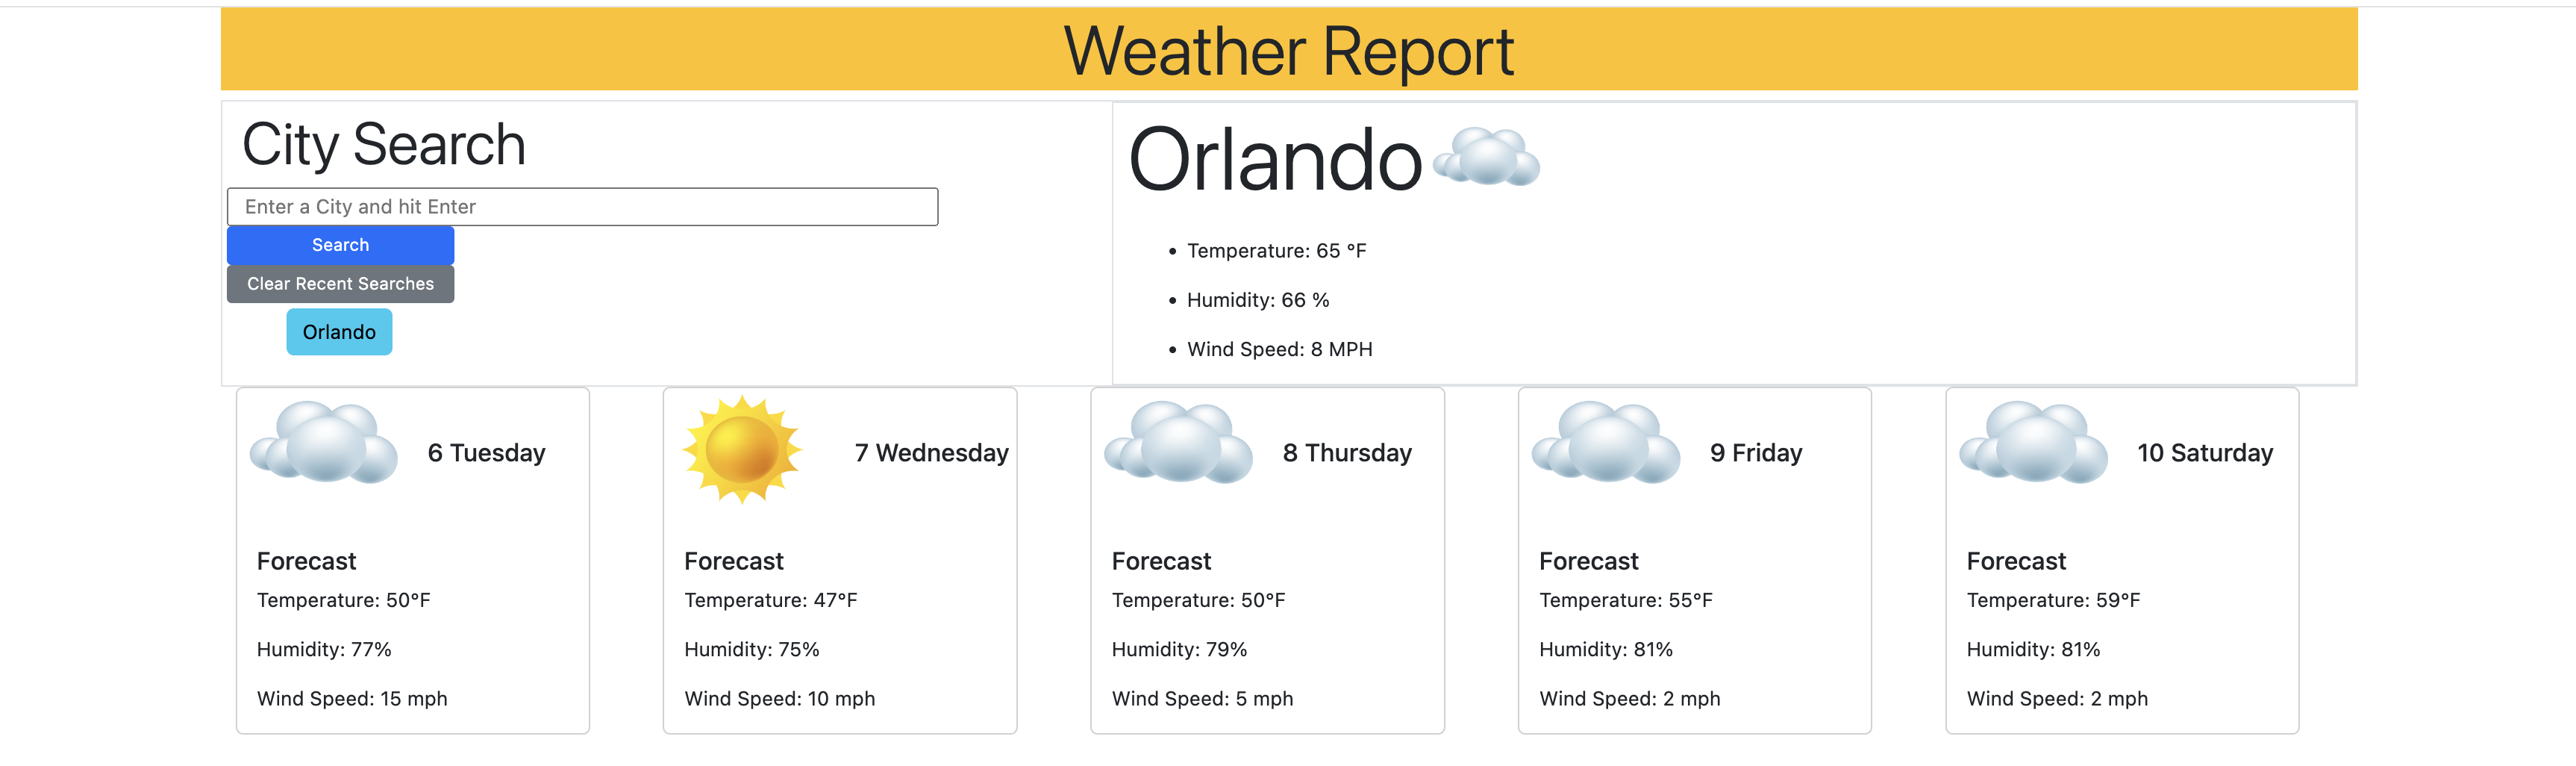 Weather Report
City Search
Enter a City and hit Enter
Search
Clear Recent Searches
Orlando
Orlando
• Temperature: 65 °F
• Humidity: 66 %
• Wind Speed: 8 MPH
6 Tuesday
Forecast
Temperature: 50°F
Humidity: 77%
Wind Speed: 15 mph
7 Wednesday
Forecast
Temperature: 47°F
Humidity: 75%
Wind Speed: 10 mph
8 Thursday
Forecast
Temperature: 50°F
Humidity: 79%
Wind Speed: 5 mph
9 Friday
Forecast
Temperature: 55°F
Humidity: 81%
Wind Speed: 2 mph
10 Saturday
Forecast
Temperature: 59°F
Humidity: 81%
Wind Speed: 2 mph